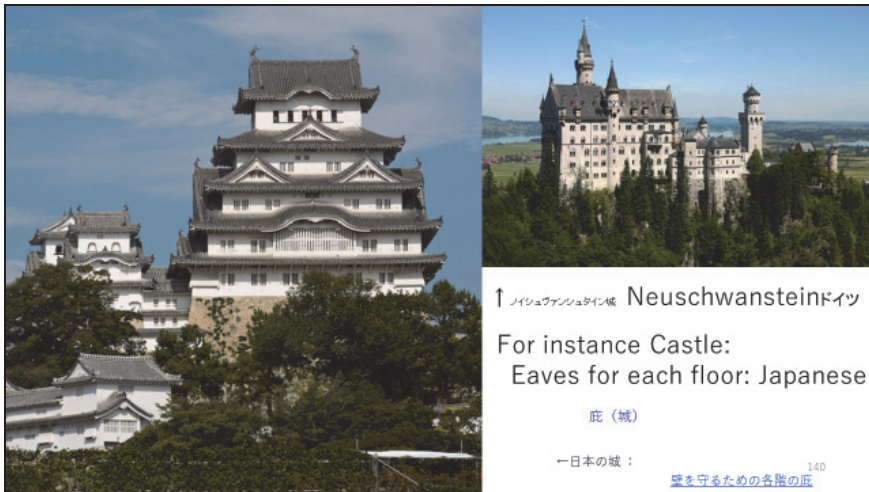 ↑ ノイシュヴァンシュタイン城 Neuschwansteinドイツ
For instance Castle:
Eaves for each floor: Japanese
庇（城）
←日本の城：
140
壁を守るための各階の庇